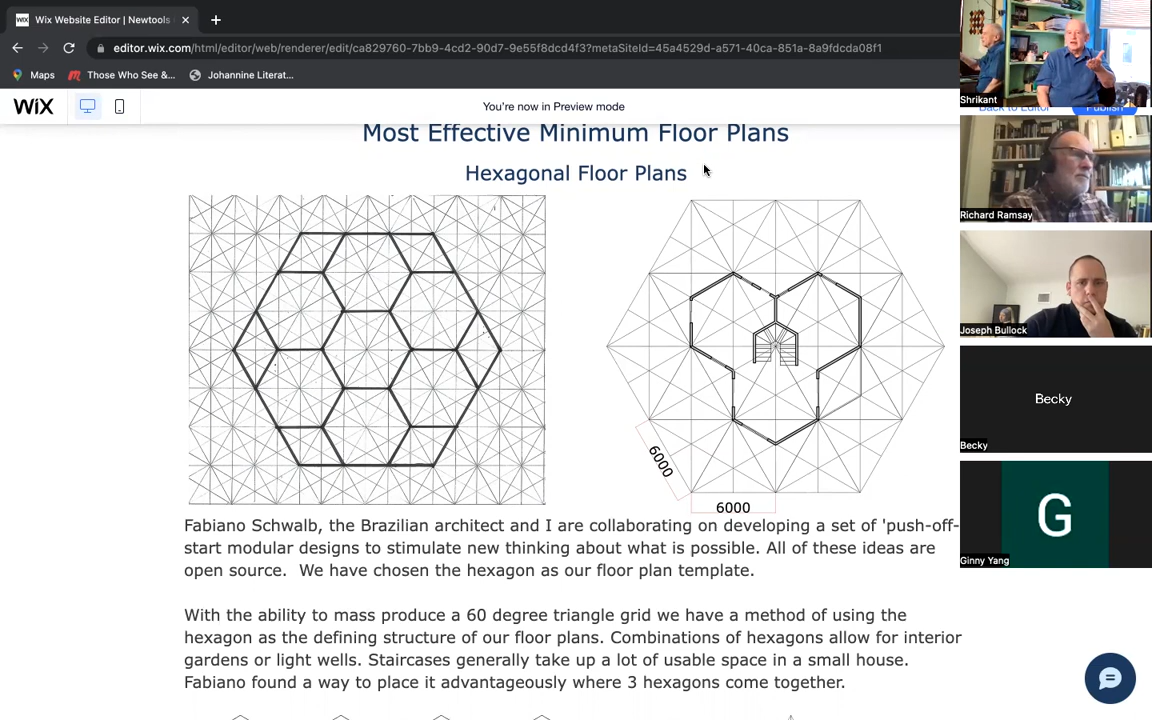 Wix Website Editor | Newtools
editor.wix.com/html/editor/web/renderer/edit/ca829760-7bb9-4cd2-90d7-9e55f8dcd4f3?metaSiteId=45a4529d-a571-40ca-851a-8a9fdcda08f1
Maps
Those Who See &...
Johannine Literat...
WiX
You're now in Preview mode
Back to Editor
Publish
Most Effective Minimum Floor Plans
Hexagonal Floor Plans
6000
6000
Fabiano Schwalb, the Brazilian architect and I are collaborating on developing a set of 'push-off-
start modular designs to stimulate new thinking about what is possible. All of these ideas are
open source. We have chosen the hexagon as our floor plan template.
With the ability to mass produce a 60 degree triangle grid we have a method of using the
hexagon as the defining structure of our floor plans. Combinations of hexagons allow for interior
gardens or light wells. Staircases generally take up a lot of usable space in a small house.
Fabiano found a way to place it advantageously where 3 hexagons come together.
Shrikant
Richard Ramsay
Joseph Bullock
Becky
Becky
G
Ginny Yang